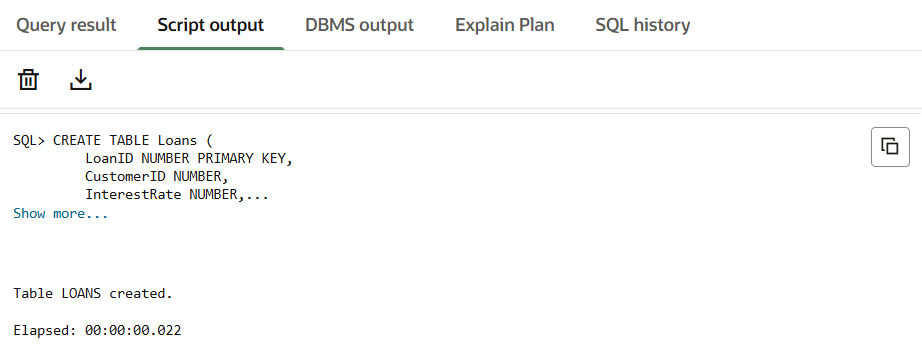 Query result Script output DBMS output Explain Plan SQL history
SQL> CREATE TABLE Loans (
LoanID NUMBER PRIMARY KEY,
CustomerID NUMBER,
InterestRate NUMBER,...
Show more...
Table LOANS created.
Elapsed: 00:00:00.022